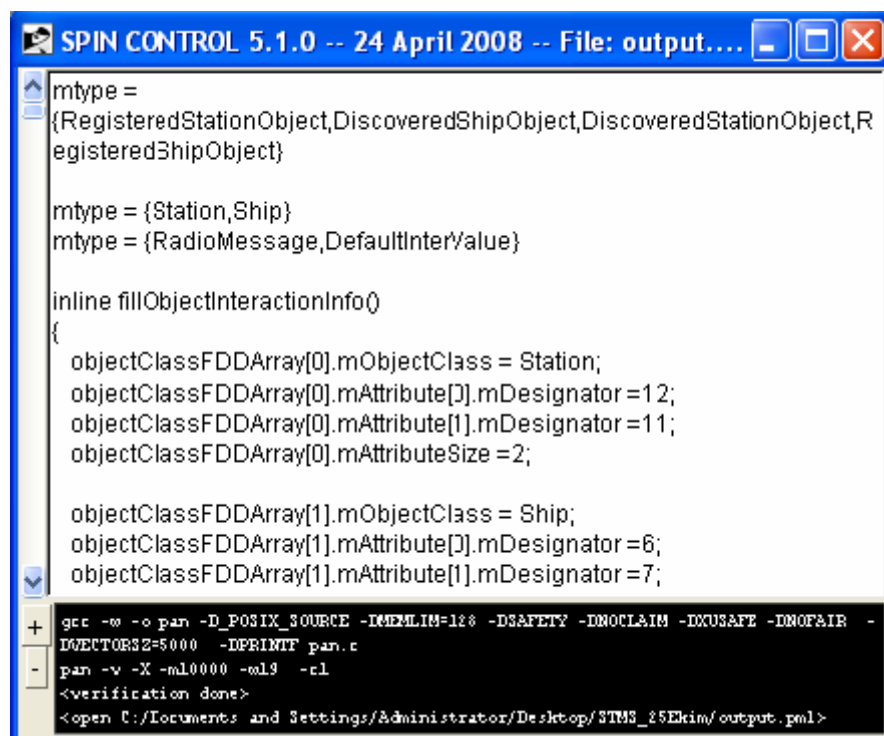 SPIN CONTROL 5.1.0 -- 24 April 2008 -- File: output....
mtype =
{RegisteredStationObject,DiscoveredShipObject,DiscoveredStationObject,R
egisteredShipObject}
mtype = {Station,Ship}
mtype = {RadioMessage,DefaultInterValue}
inline fillObjectInteractionInfo()
{
objectClassFDDArray[0].mObjectClass = Station;
objectClassFDDArray[0].mAttribute[0].mDesignator =12;
objectClassFDDArray[0].mAttribute[1].mDesignator =11;
objectClassFDDArray[0].mAttributeSize =2;
objectClassFDDArray[1].mObjectClass = Ship;
objectClassFDDArray[1].mAttribute[0].mDesignator =6;
objectClassFDDArray[1].mAttribute[1].mDesignator =7;
+
gcc -w -o pan -D_POSIX_SOURCE -DMEMLIM=128 -DSAFETY -DNOCLAIM -DXUSAFE -DNOFAIR -
DVECTORSZ=5000 -DPRINTF pan.c
-
pan -v -X -m10000 -w19 -c1
<verification done>
<open C:/Documents and Settings/Administrator/Desktop/STMS_25Ekim/output.pml>